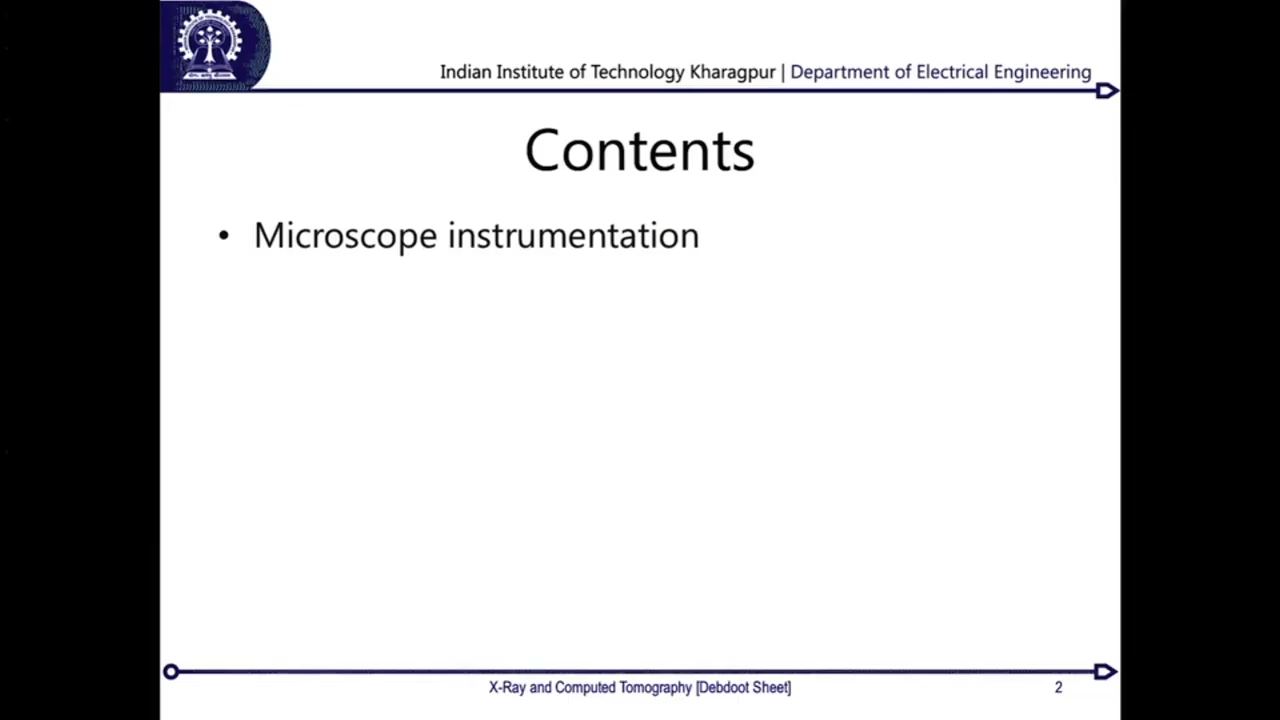 Indian Institute of Technology Kharagpur | Department of Electrical Engineering
Contents
• Microscope instrumentation
X-Ray and Computed Tomography [Debdoot Sheet]
2